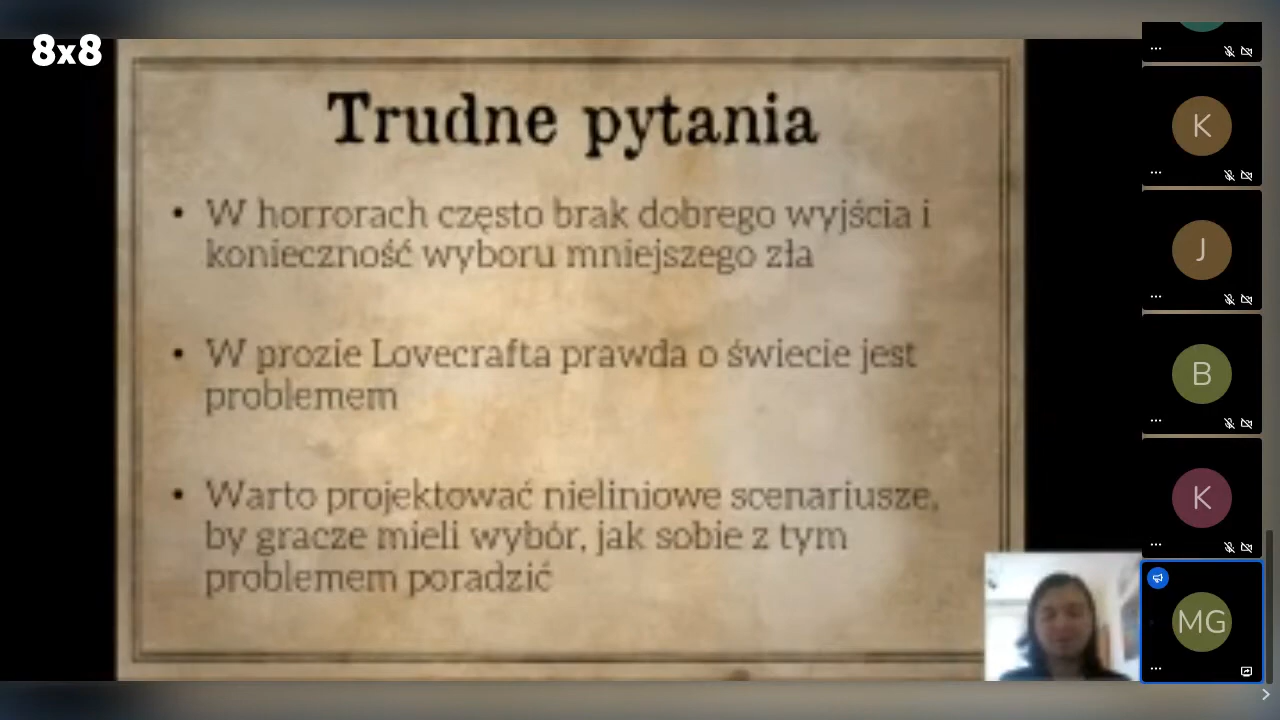 8x8
Trudne pytania
• W horrorach często brak dobrego wyjścia i
konieczność wyboru mniejszego zła
• W prozie Lovecrafta prawda o świecie jest
problemem
• Warto projektować nieliniowe scenariusze,
by gracze mieli wybór, jak sobie z tym
problemem poradzić
K
J
B
K
MG